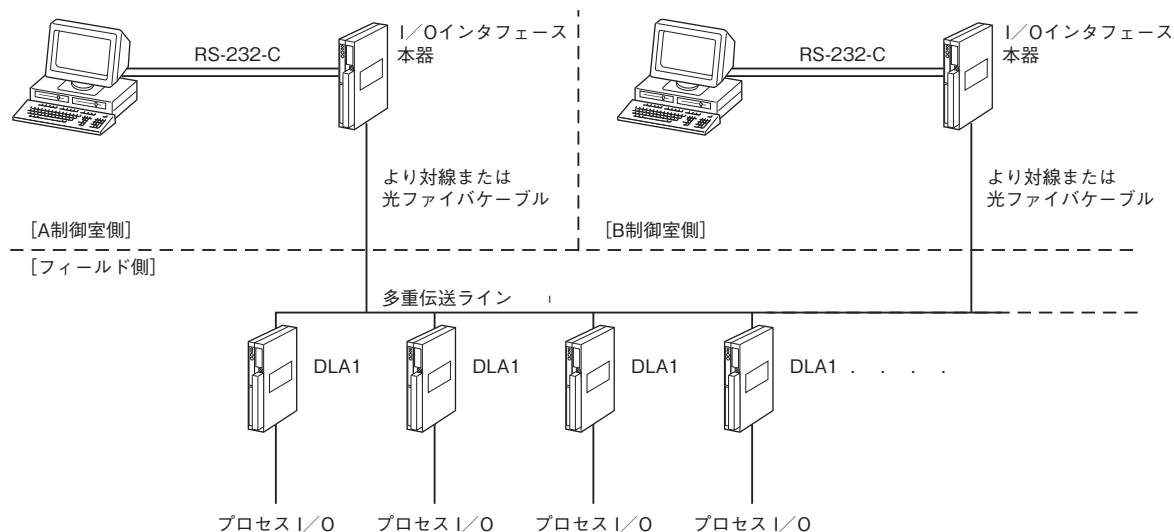 RS-232-C
I／Oインタフェース
本器
より対線または
光ファイバケーブル
[A制御室側]
RS-232-C
I／Oインタフェース
本器
より対線または
光ファイバケーブル
[B制御室側]
[フィールド側]
多重伝送ライン
DLA1
DLA1
DLA1
DLA1 . . . .
プロセス I／O
プロセス I／O
プロセス I／O
プロセス I／O